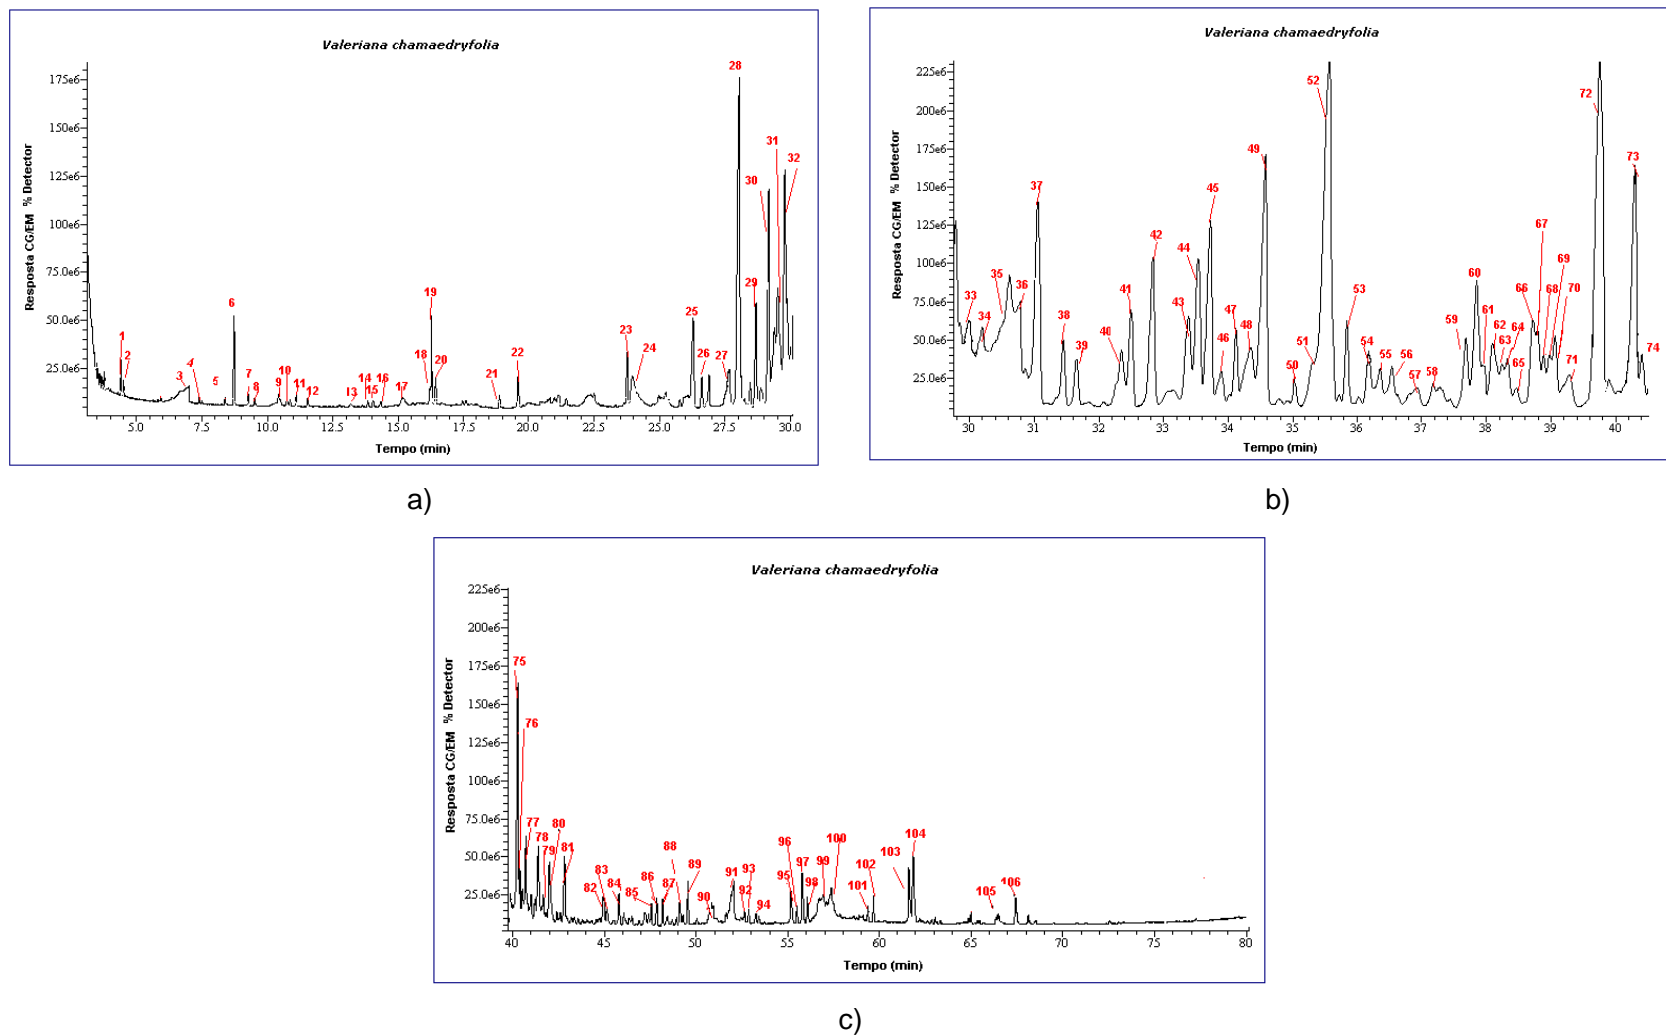 Valeriana chamaedryfolia
Resposta CG/EM % Detector
175e6
150e6
125e6
100e6
75.0e6
50.0e6
25.0e6
1 2 3 4 5 6 7 8 9 10 11 12 13 14 15 16 17 18 19 20 21 22 23 24 25 26 27 28 29 30 31 32
5.0 7.5 10.0 12.5 15.0 17.5 20.0 22.5 25.0 27.5 30.0
Tempo (min)
a)
Valeriana chamaedryfolia
Resposta CG/EM % Detector
225e6
200e6
175e6
150e6
125e6
100e6
75.0e6
50.0e6
25.0e6
33 34 35 36 37 38 39 40 41 42 43 44 45 46 47 48 49 50 51 52 53 54 55 56 57 58 59 60 61 62 63 64 65 66 67 68 69 70 71 72 73 74
30 31 32 33 34 35 36 37 38 39 40
Tempo (min)
b)
Valeriana chamaedryfolia
Resposta CG/EM % Detector
225e6
200e6
175e6
150e6
125e6
100e6
75.0e6
50.0e6
25.0e6
75 76 77 78 79 80 81 82 83 84 85 86 87 88 89 90 91 92 93 94 95 96 97 98 99 100 101 102 103 104 105 106
40 45 50 55 60 65 70 75 80
Tempo (min)
c)